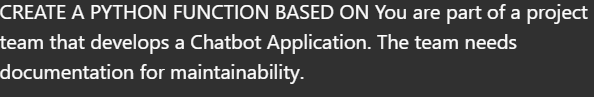 CREATE A PYTHON FUNCTION BASED ON You are part of a project
team that develops a Chatbot Application. The team needs
documentation for maintainability.